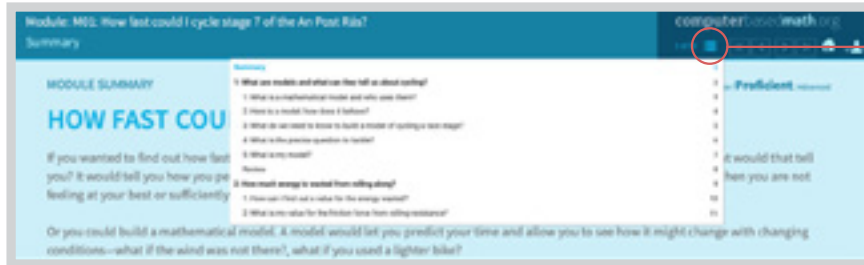 Module: M01: How fast could I cycle stage 7 of the An Post Rás?
computerbasedmath.org
Summary
Summary
1 What are models and what can they tell us about cycling?
1 What is a mathematical model and who uses them?
2 Here is a model: how does it behave?
3 What do we need to know to build a model of cycling a race stage?
4 What is the precise question to tackle?
5 What is my model?
Review
2 How much energy is wasted from rolling along?
1 How can I find out a value for the energy wasted?
2 What is my value for the friction force from rolling resistance?
MODULE SUMMARY
Proficient
HOW FAST COU
If you wanted to find out how fast
t would that tell
you? It would tell you how you pe
hen you are not
feeling at your best or sufficiently
Or you could build a mathematical model. A model would let you predict your time and allow you to see how it might change with changing
conditions—what if the wind was not there?, what if you used a lighter bike?